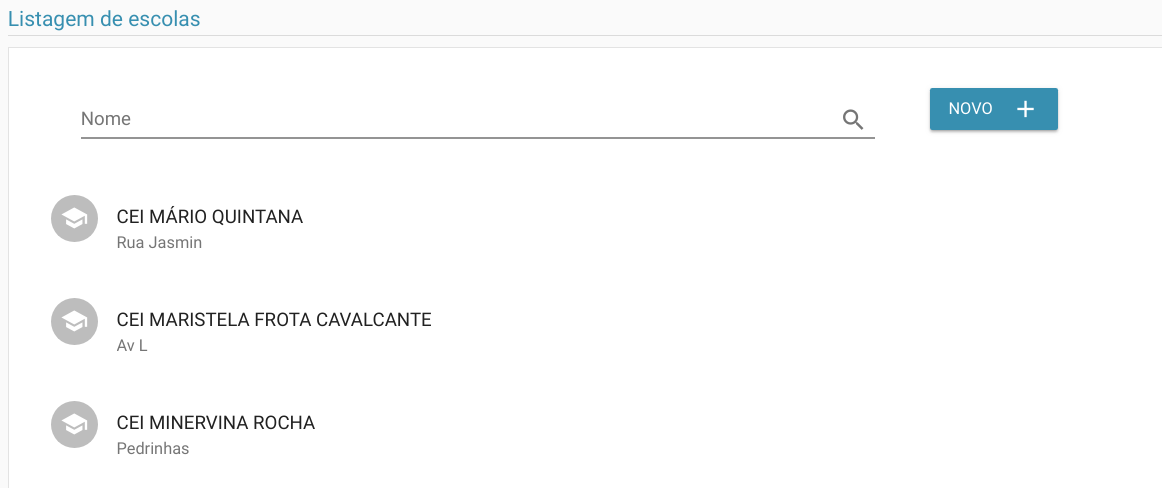 Listagem de escolas
Nome
NOVO +
CEI MÁRIO QUINTANA
Rua Jasmin
CEI MARISTELA FROTA CAVALCANTE
Av L
CEI MINERVINA ROCHA
Pedrinhas